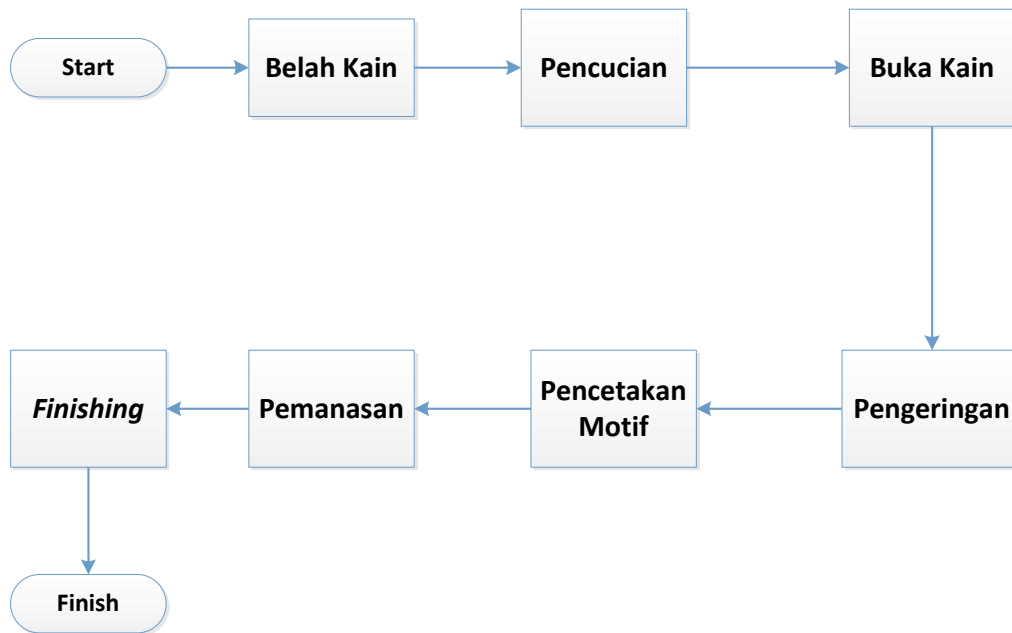 Start
Belah Kain
Pencucian
Buka Kain
Pengeringan
Pencetakan
Motif
Pemanasan
Finishing
Finish